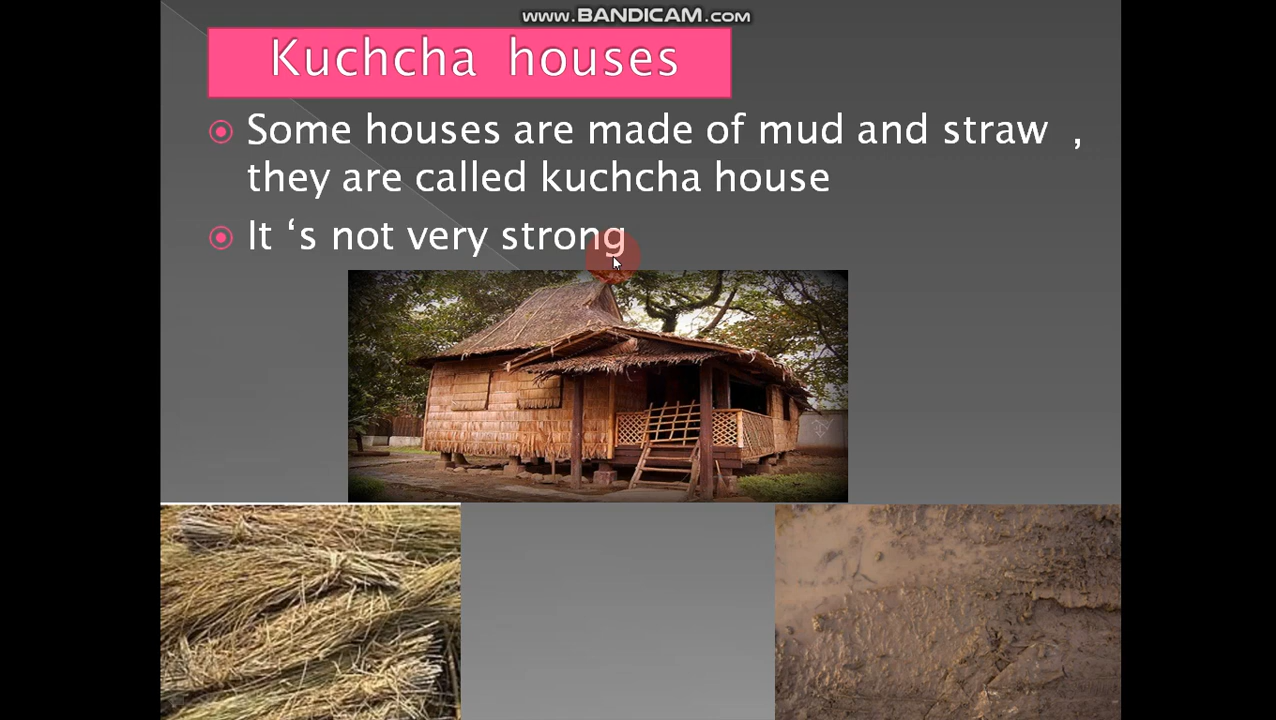 www.BANDICAM.com
Kuchcha houses
Some houses are made of mud and straw ,
they are called kuchcha house
It ‘s not very strong